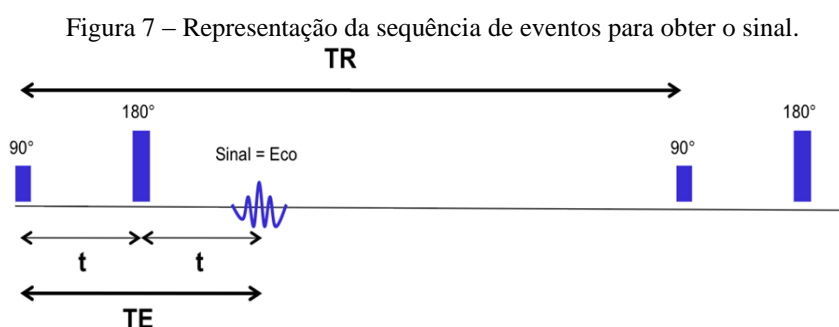 Figura 7 – Representação da sequência de eventos para obter o sinal.
TR
180°
180°
90°
Sinal = Eco
90°
t
t
TE